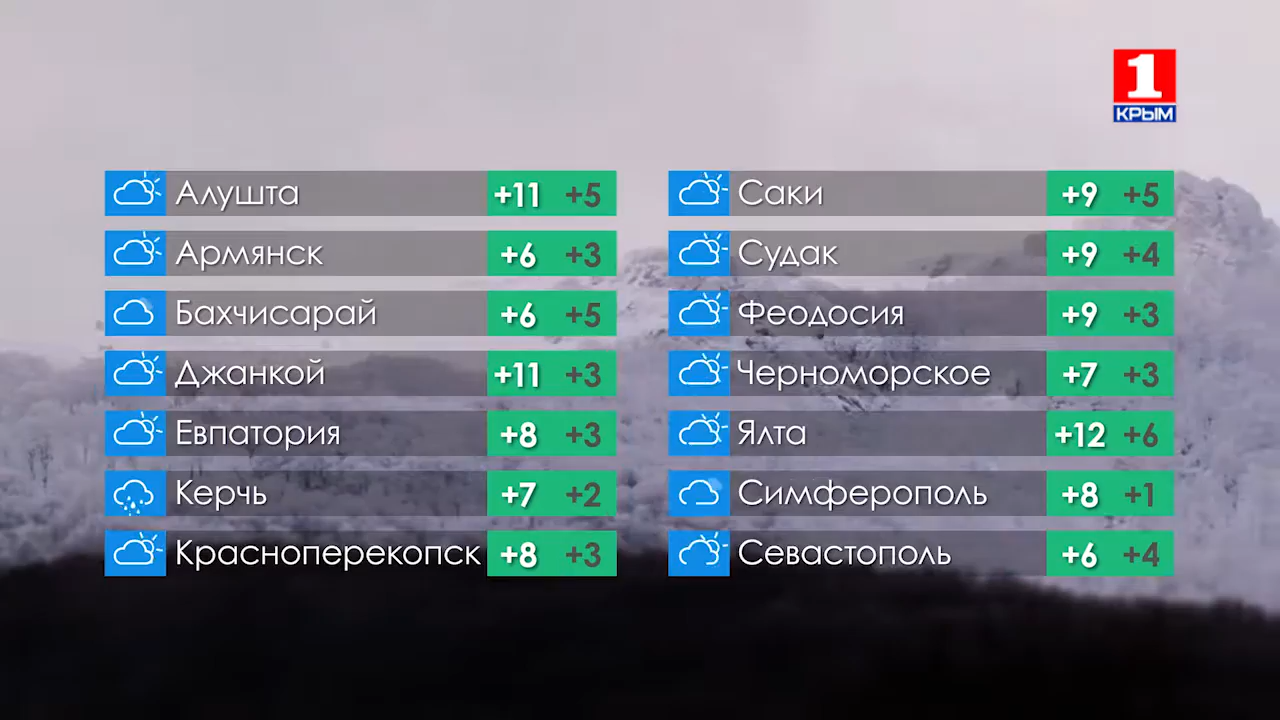 1
КРЫМ
Алушта +11 +5
Армянск +6 +3
Бахчисарай +6 +5
Джанкой +11 +3
Евпатория +8 +3
Керчь +7 +2
Красноперекопск +8 +3
Саки +9 +5
Судак +9 +4
Феодосия +9 +3
Черноморское +7 +3
Ялта +12 +6
Симферополь +8 +1
Севастополь +6 +4